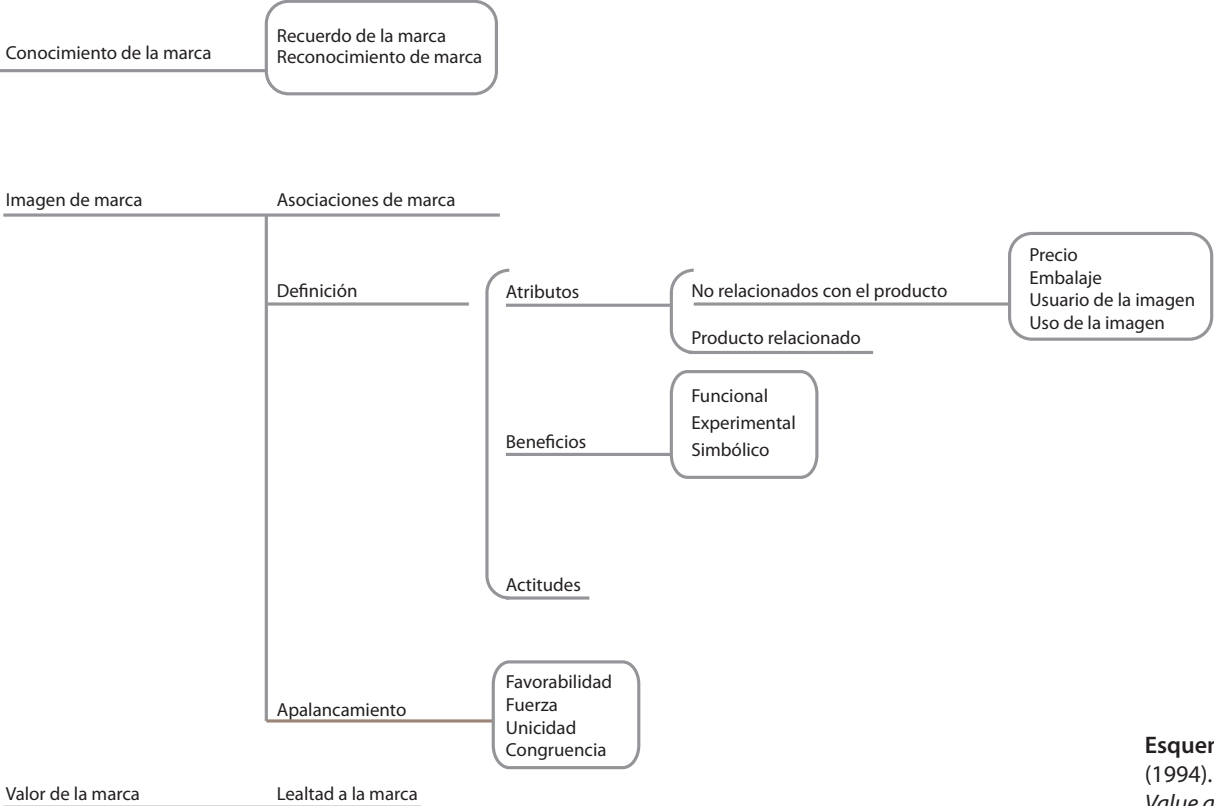 Conocimiento de la marca
Recuerdo de la marca
Reconocimiento de marca
Imagen de marca
Asociaciones de marca
Definición
Atributos
No relacionados con el producto
Precio
Embalaje
Usuario de la imagen
Uso de la imagen
Producto relacionado
Beneficios
Funcional
Experimental
Simbólico
Actitudes
Apalancamiento
Favorabilidad
Fuerza
Unicidad
Congruencia
Valor de la marca
Lealtad a la marca
(1994).
Value